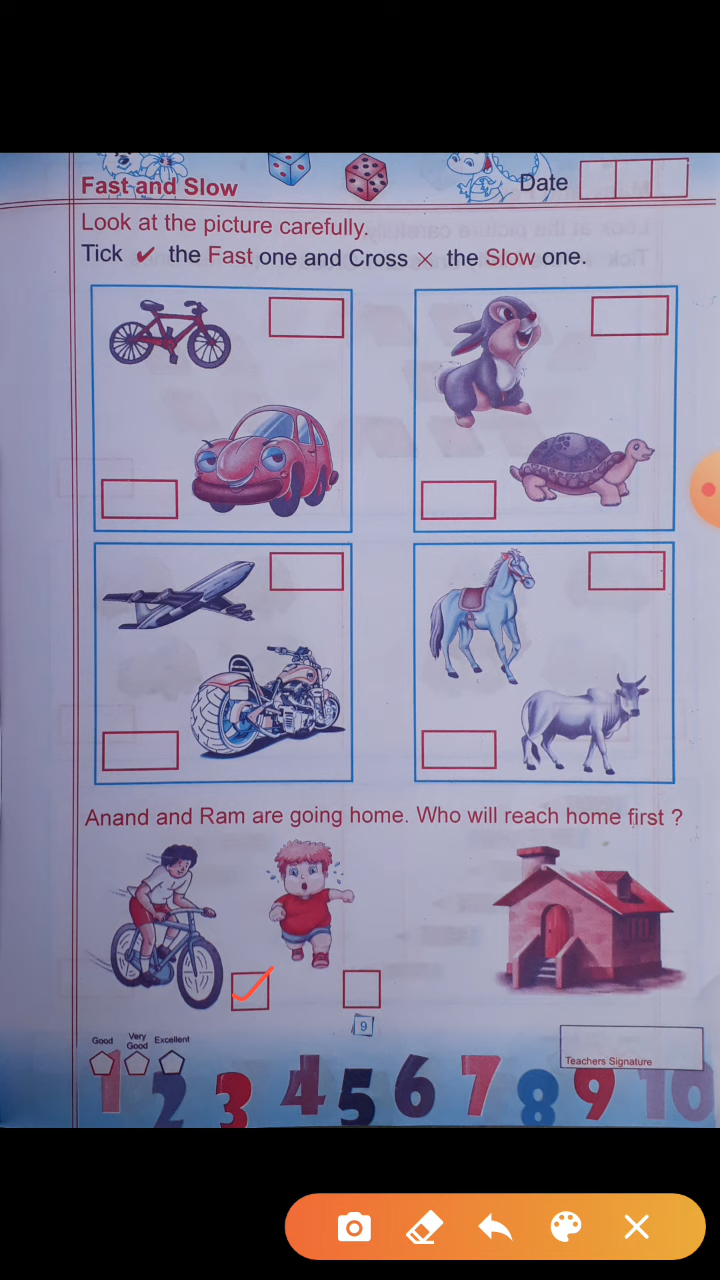 Fast and Slow
Date
Look at the picture carefully.
Tick ✔ the Fast one and Cross × the Slow one.
Anand and Ram are going home. Who will reach home first ?
9
Good
Very Good
Excellent
Teachers Signature
1 2 3 4 5 6 7 8 9 10